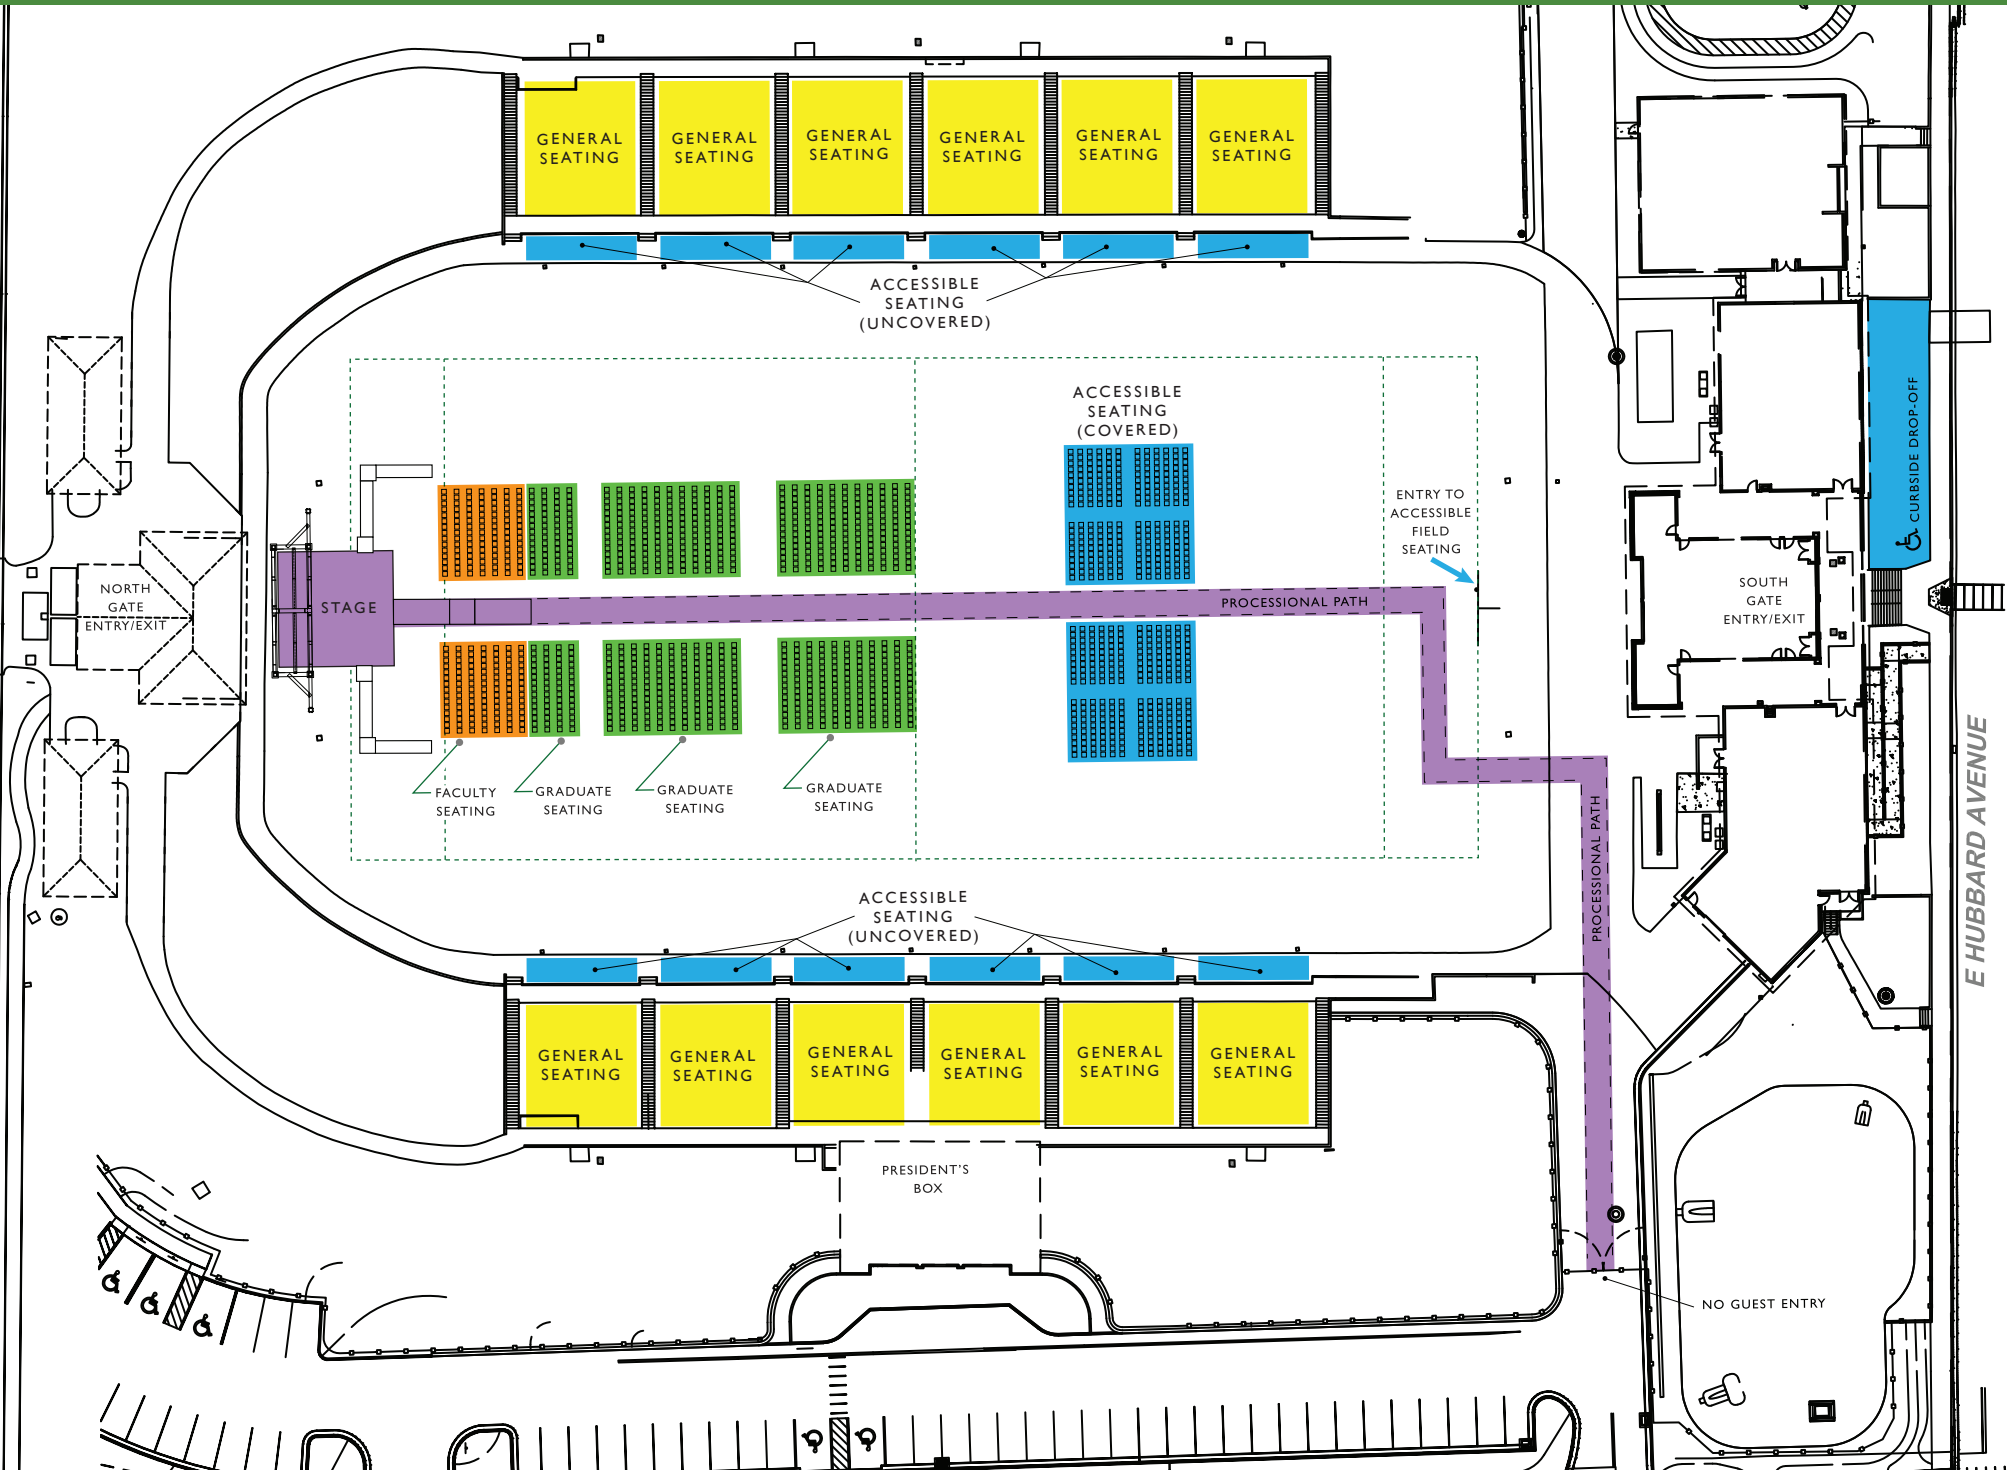 GENERAL
SEATING
GENERAL
SEATING
GENERAL
SEATING
GENERAL
SEATING
GENERAL
SEATING
GENERAL
SEATING
ACCESSIBLE
SEATING
(UNCOVERED)
ACCESSIBLE
SEATING
(COVERED)
CURBSIDE DROP-OFF
ENTRY TO
ACCESSIBLE
FIELD
SEATING
NORTH
GATE
ENTRY/EXIT
STAGE
PROCESSIONAL PATH
SOUTH
GATE
ENTRY/EXIT
FACULTY
SEATING
GRADUATE
SEATING
GRADUATE
SEATING
GRADUATE
SEATING
PROCESSIONAL PATH
E HUBBARD AVENUE
ACCESSIBLE
SEATING
(UNCOVERED)
GENERAL
SEATING
GENERAL
SEATING
GENERAL
SEATING
GENERAL
SEATING
GENERAL
SEATING
GENERAL
SEATING
PRESIDENT'S
BOX
NO GUEST ENTRY